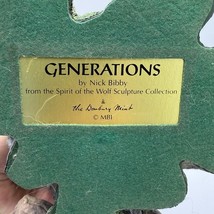 GENERATIONS
by Nick Bibby
from the Spirit of the Wolf Sculpture Collection
&
The Danbury Mint
© MBI